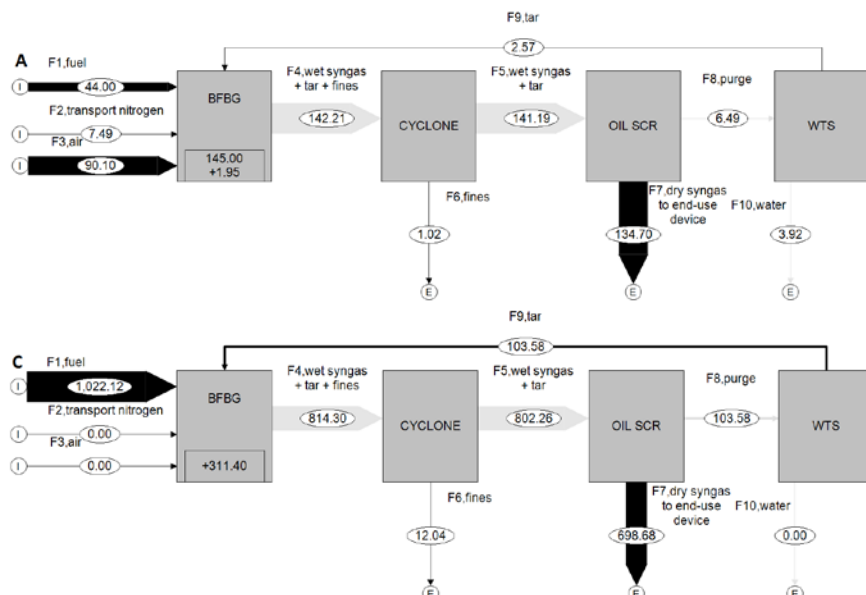 F9,tar
2.57
A
F1,fuel
I
44.00
BFBG
F4,wet syngas
+ tar + fines
F5,wet syngas
+ tar
F8,purge
F2,transport nitrogen
I
7.49
142.21
CYCLONE
141.19
OIL SCR
6.49
WTS
F3,air
I
90.10
145.00
+1.95
F6,fines
F7,dry syngas
to end-use
device
F10,water
1.02
134.70
3.92
E
E
E
F9,tar
103.58
C
F1,fuel
I
1,022.12
BFBG
F4,wet syngas
+ tar + fines
F5,wet syngas
+ tar
F8,purge
F2,transport nitrogen
I
0.00
814.30
CYCLONE
802.26
OIL SCR
103.58
WTS
F3,air
I
0.00
+311.40
F6,fines
F7,dry syngas
to end-use
device
F10,water
12.04
698.68
0.00
E
E
E